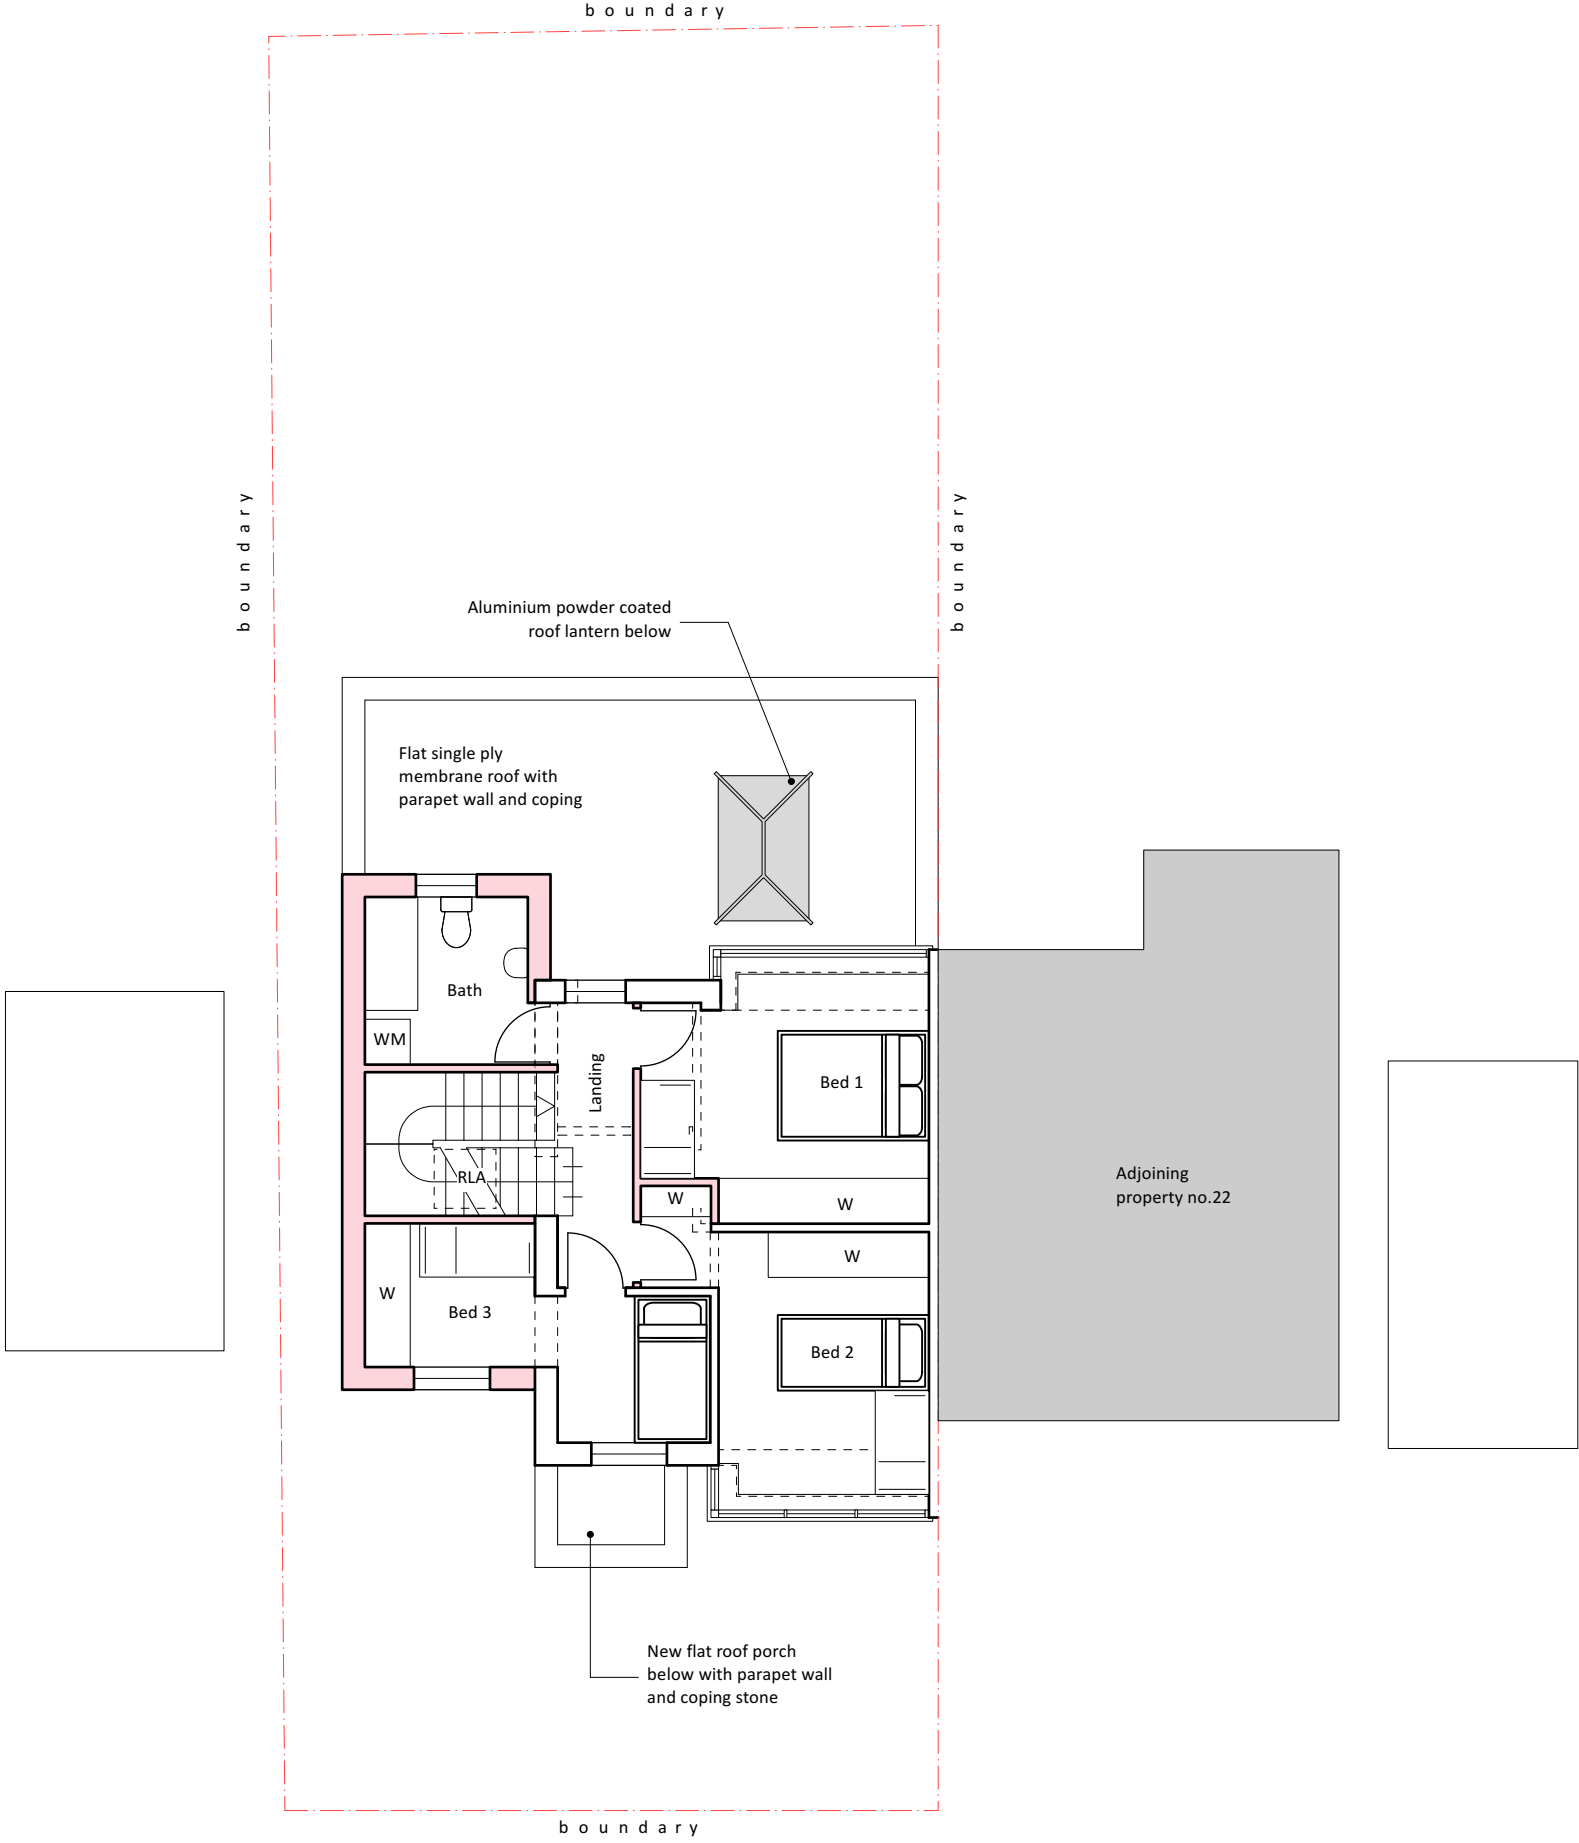 boundary
boundary
boundary
Aluminium powder coated
roof lantern below
Flat single ply
membrane roof with
parapet wall and coping
Bath
WM
Landing
Bed 1
RLA
W
W
W
W
Bed 3
Bed 2
Adjoining
property no.22
New flat roof porch
below with parapet wall
and coping stone
boundary